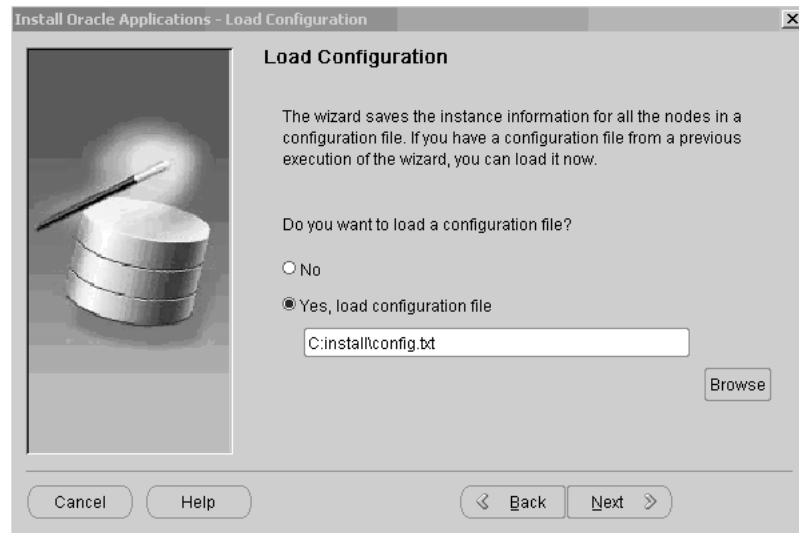 Install Oracle Applications - Load Configuration
Load Configuration
The wizard saves the instance information for all the nodes in a
configuration file. If you have a configuration file from a previous
execution of the wizard, you can load it now.
Do you want to load a configuration file?
No
Yes, load configuration file
C:install\config.txt
Browse
Cancel Help Back Next